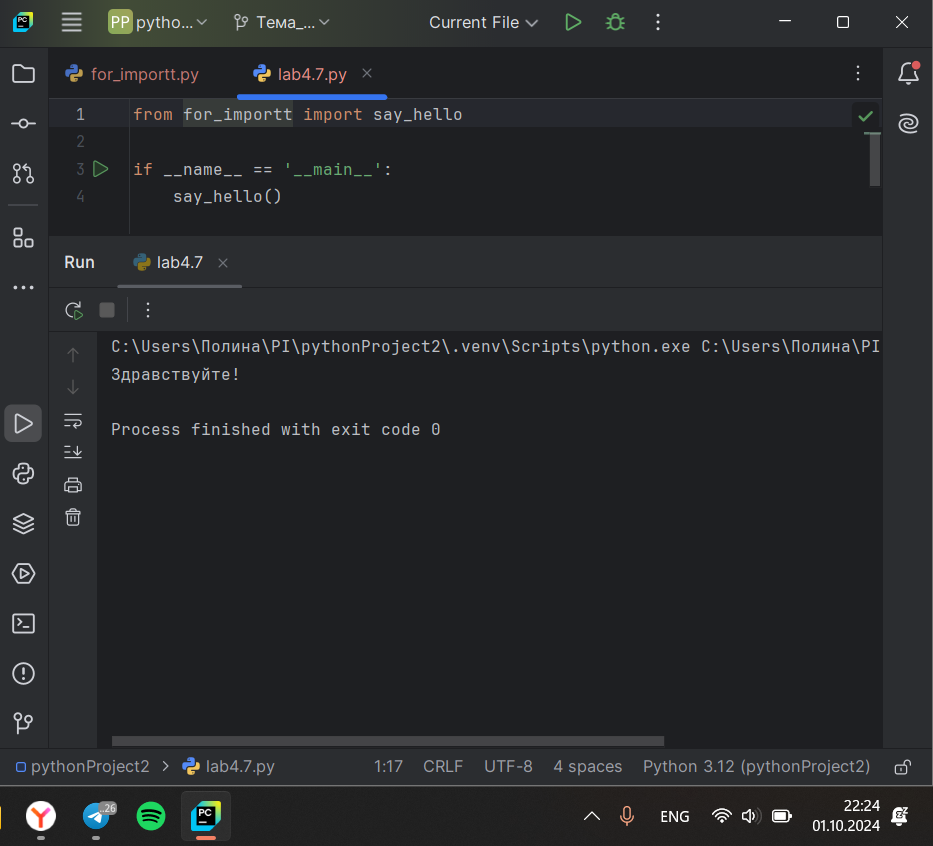 PC PP pytho... Тема_... Current File
for_importt.py lab4.7.py
1 from for_importt import say_hello
2
3 if __name__ == '__main__':
4 say_hello()
Run lab4.7
C:\Users\Полина\PI\pythonProject2\.venv\Scripts\python.exe C:\Users\Полина\PI
Здравствуйте!
Process finished with exit code 0
pythonProject2 lab4.7.py 1:17 CRLF UTF-8 4 spaces Python 3.12 (pythonProject2)
Y ..26 PC ENG 22:24
01.10.2024